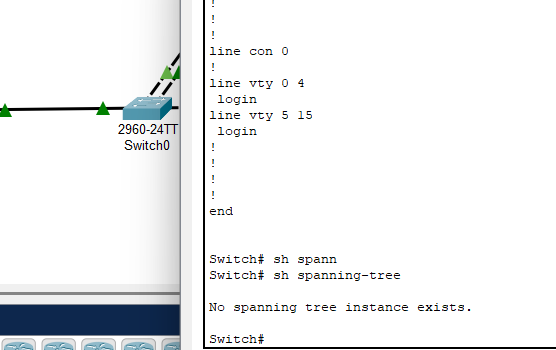 !
!
!
line con 0
!
line vty 0 4
 login
line vty 5 15
 login
!
!
!
!
end
Switch# sh spann
Switch# sh spanning-tree
No spanning tree instance exists.
Switch#
2960-24TT
Switch0